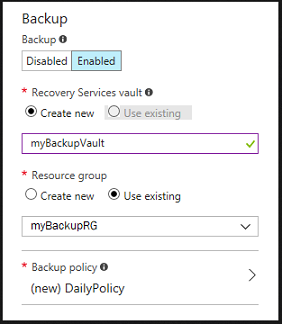 Backup
Backup
Disabled Enabled
* Recovery Services vault
Create new Use existing
myBackupVault
* Resource group
Create new Use existing
myBackupRG
* Backup policy
(new) DailyPolicy